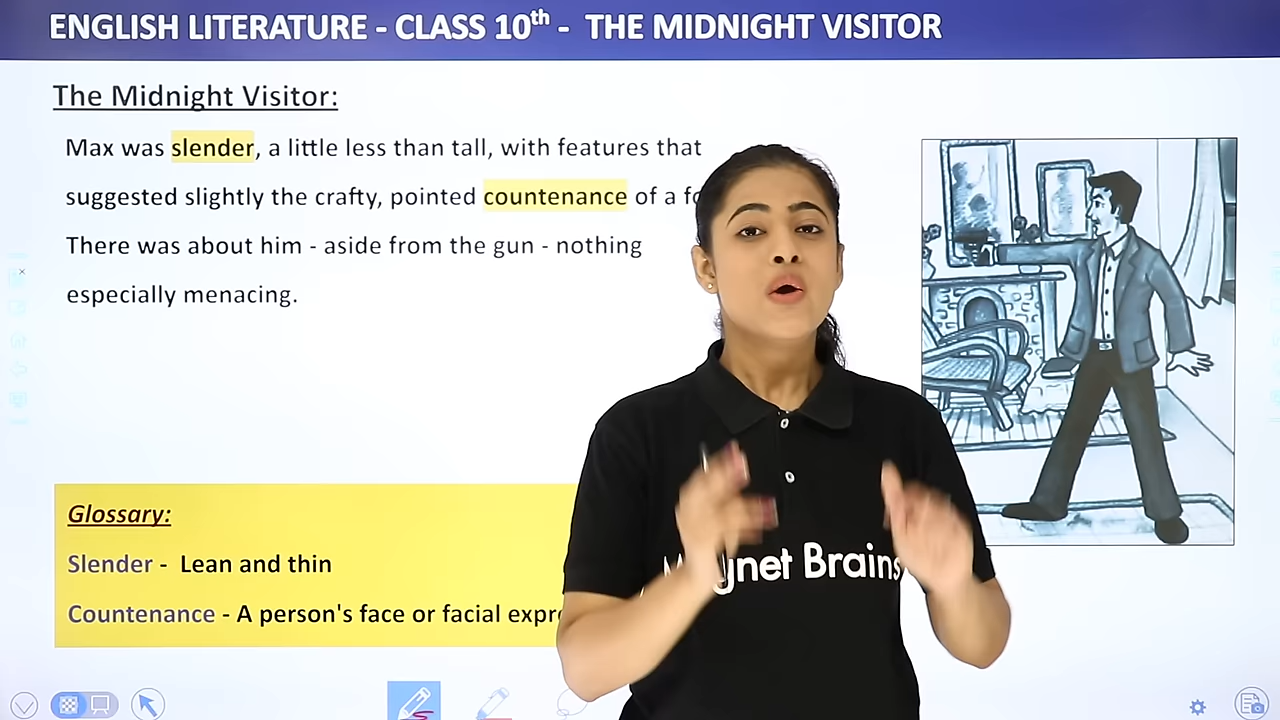 ENGLISH LITERATURE - CLASS 10th - THE MIDNIGHT VISITOR
The Midnight Visitor:
Max was slender, a little less than tall, with features that
suggested slightly the crafty, pointed countenance of a
There was about him - aside from the gun - nothing
especially menacing.
Glossary:
Slender - Lean and thin
Countenance - A person's face or facial
Brains